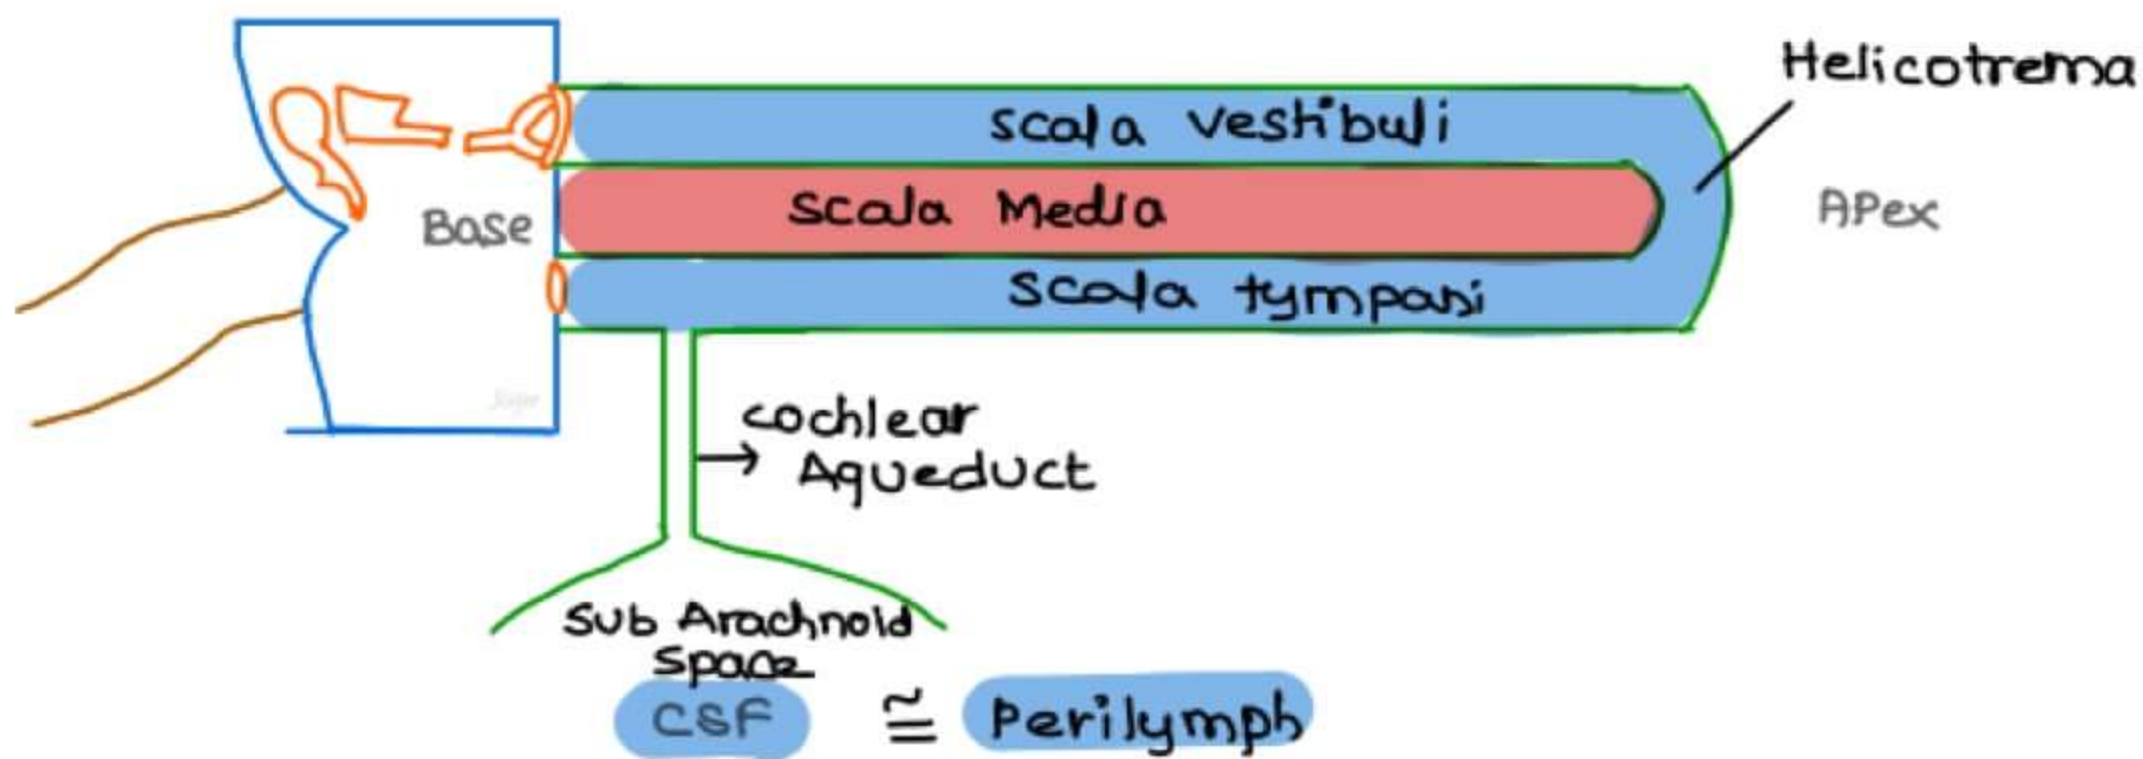 Helicotrema
scala vestibuli
scala Media
APex
Base
scala tympani
cochlear
Aqueduct
Sub Arachnoid
Space
CSF ≅ Perilymph